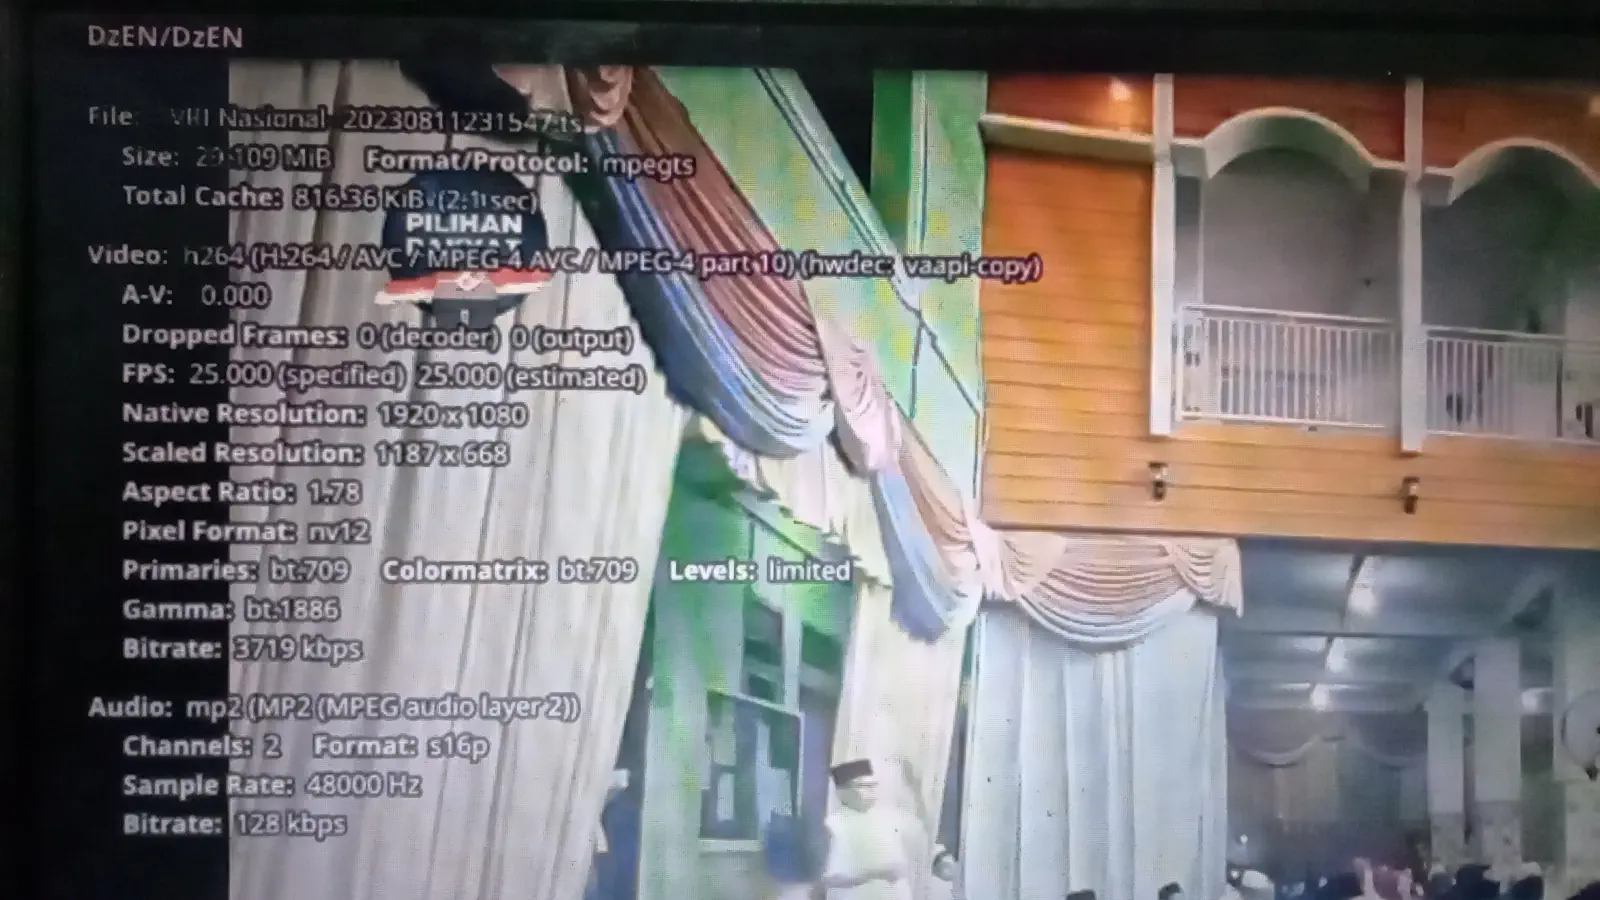 DzEN/DzEN
File: VRI Nasional 20230811231547.ts
Size: 29.109 MiB Format/Protocol: mpegts
Total Cache: 816.36 KiB (2.1 sec)
PILIHAN
Video: h264 (H.264 / AVC / MPEG-4 AVC / MPEG-4 part 10) (hwdec: vaapi-copy)
A-V: 0.000
Dropped Frames: 0 (decoder) 0 (output)
FPS: 25.000 (specified) 25.000 (estimated)
Native Resolution: 1920 x 1080
Scaled Resolution: 1187 x 668
Aspect Ratio: 1.78
Pixel Format: nv12
Primaries: bt.709 Colormatrix: bt.709 Levels: limited
Gamma: bt.1886
Bitrate: 3719 kbps
Audio: mp2 (MP2 (MPEG audio layer 2))
Channels: 2 Format: s16p
Sample Rate: 48000 Hz
Bitrate: 128 kbps